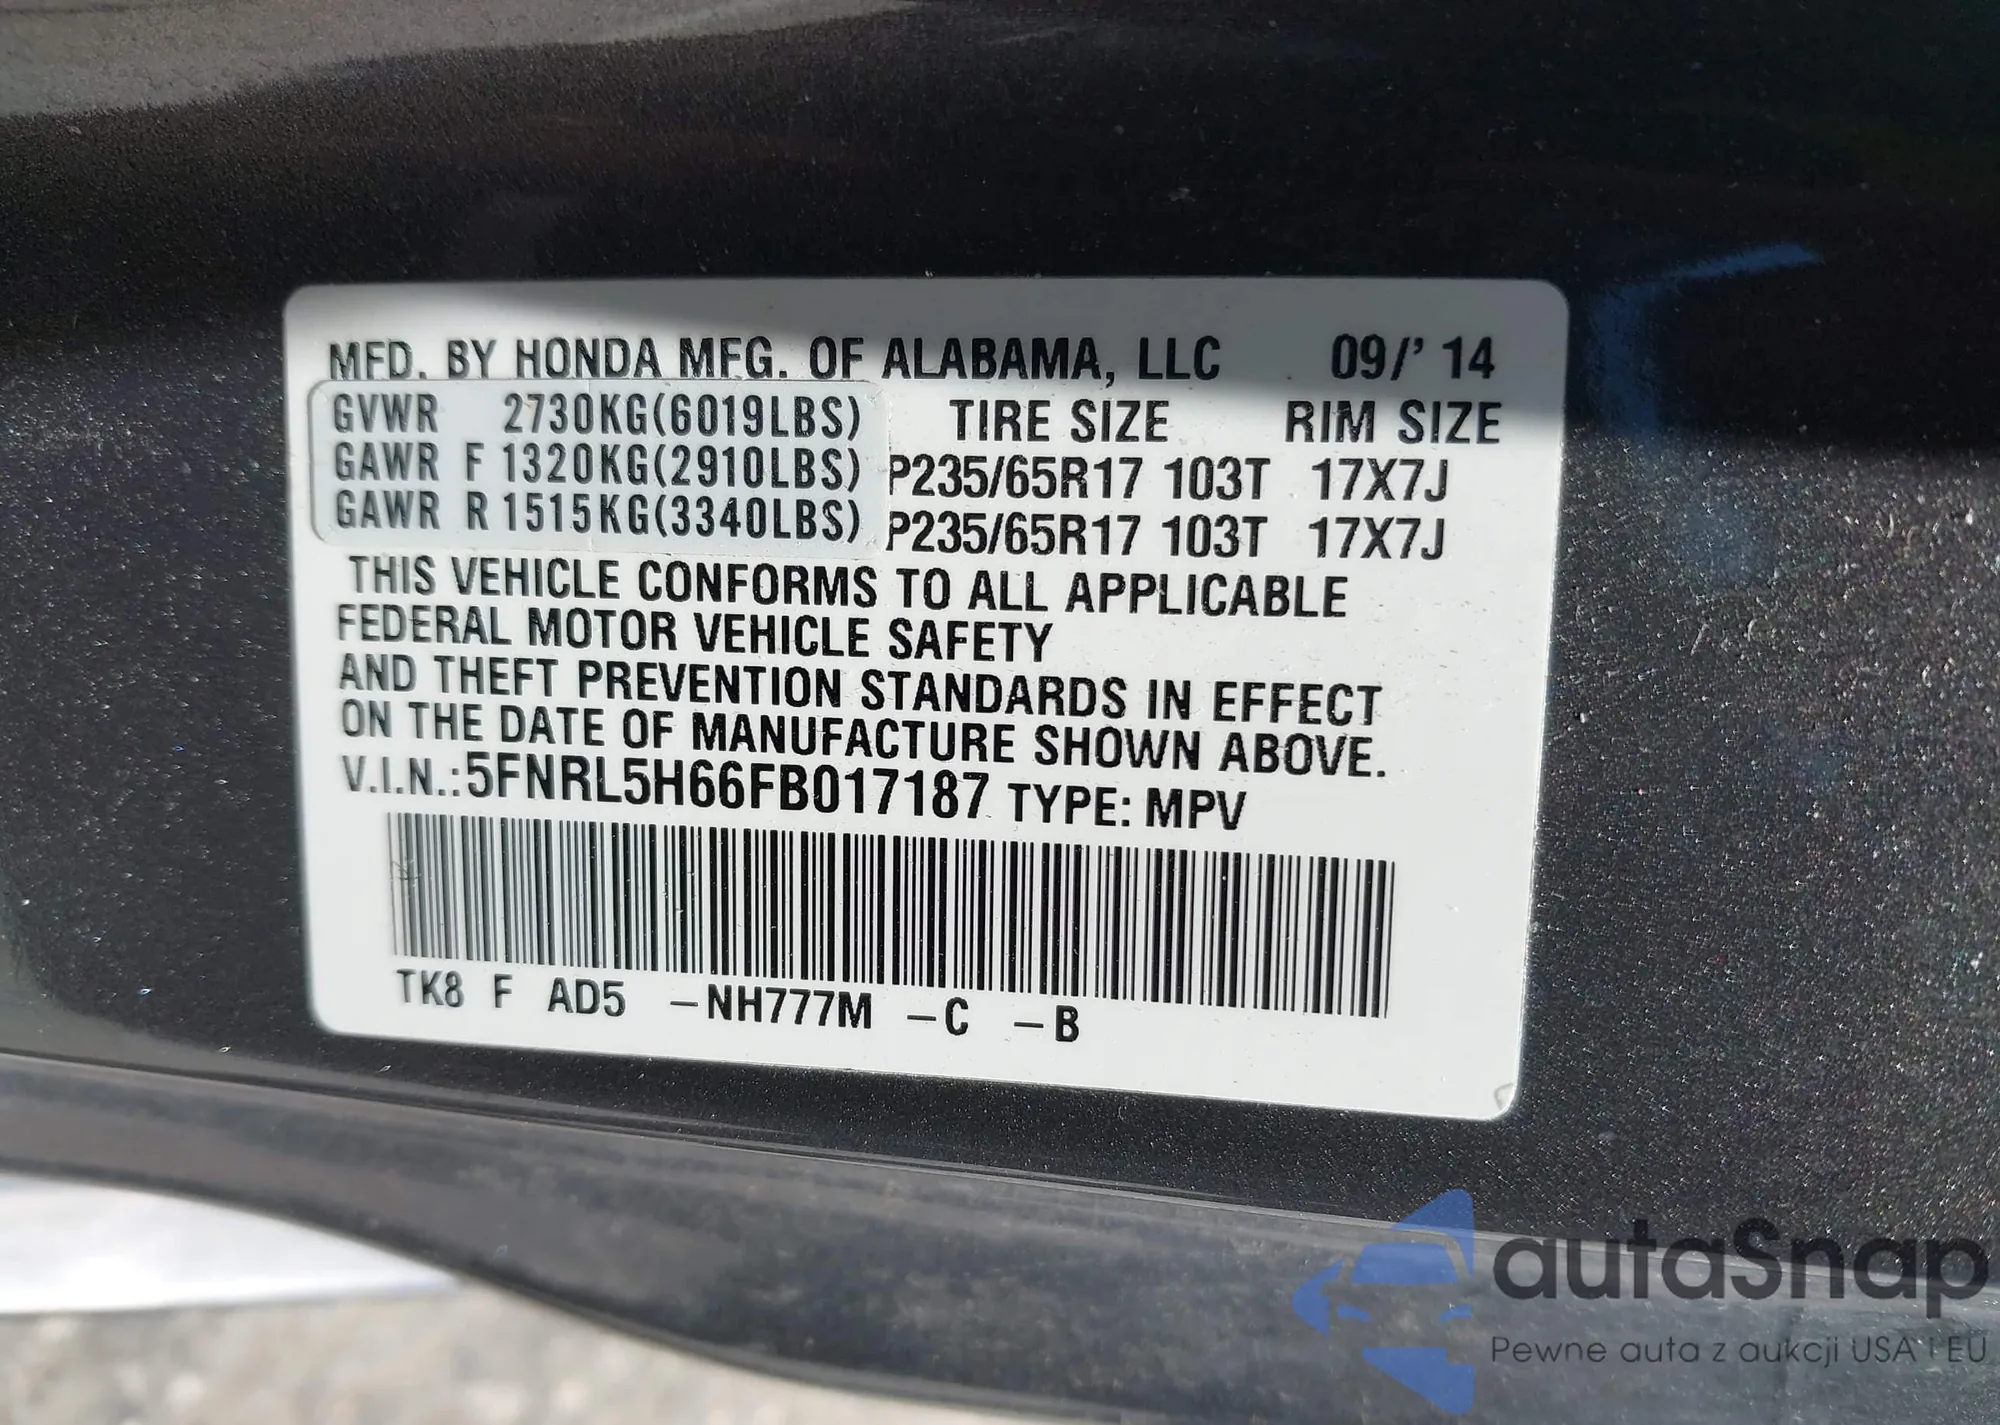 MFD. BY HONDA MFG. OF ALABAMA, LLC 09/' 14
GVWR 2730KG(6019LBS) TIRE SIZE RIM SIZE
GAWR F 1320KG(2910LBS) P235/65R17 103T 17X7J
GAWR R 1515KG(3340LBS) P235/65R17 103T 17X7J
THIS VEHICLE CONFORMS TO ALL APPLICABLE
FEDERAL MOTOR VEHICLE SAFETY
AND THEFT PREVENTION STANDARDS IN EFFECT
ON THE DATE OF MANUFACTURE SHOWN ABOVE.
V.I.N.:5FNRL5H66FB017187 TYPE: MPV
TK8 F AD5 –NH777M –C –B
autaSnap
Pewne auta z aukcji USA i EU